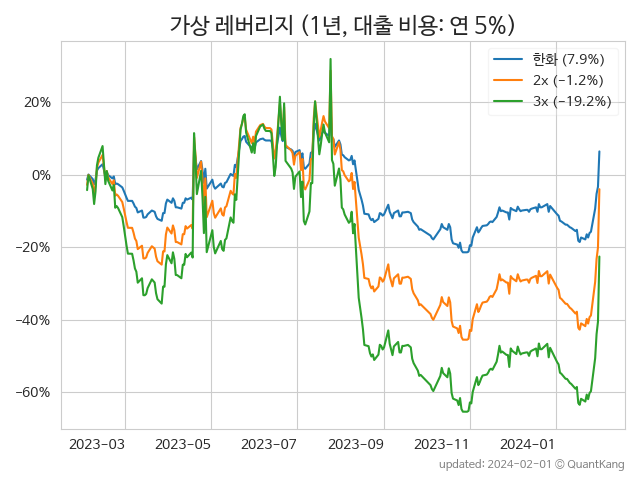 가상 레버리지 (1년, 대출 비용: 연 5%)
한화 (7.9%)
2x (−1.2%)
3x (−19.2%)
20%
0%
−20%
−40%
−60%
2023-03 2023-05 2023-07 2023-09 2023-11 2024-01
updated: 2024-02-01 © QuantKang